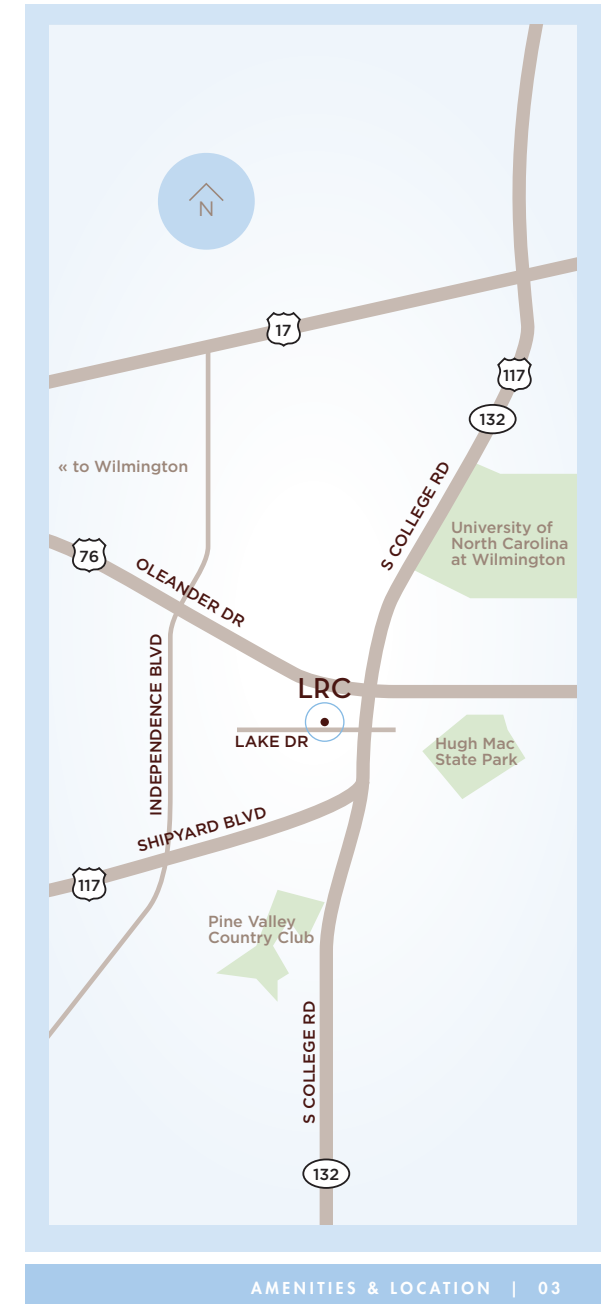 N
17
117
132
« to Wilmington
S COLLEGE RD
University of
North Carolina
at Wilmington
76
OLEANDER DR
INDEPENDENCE BLVD
LRC
LAKE DR
Hugh Mac
State Park
SHIPYARD BLVD
117
Pine Valley
Country Club
S COLLEGE RD
132
AMENITIES & LOCATION | 03